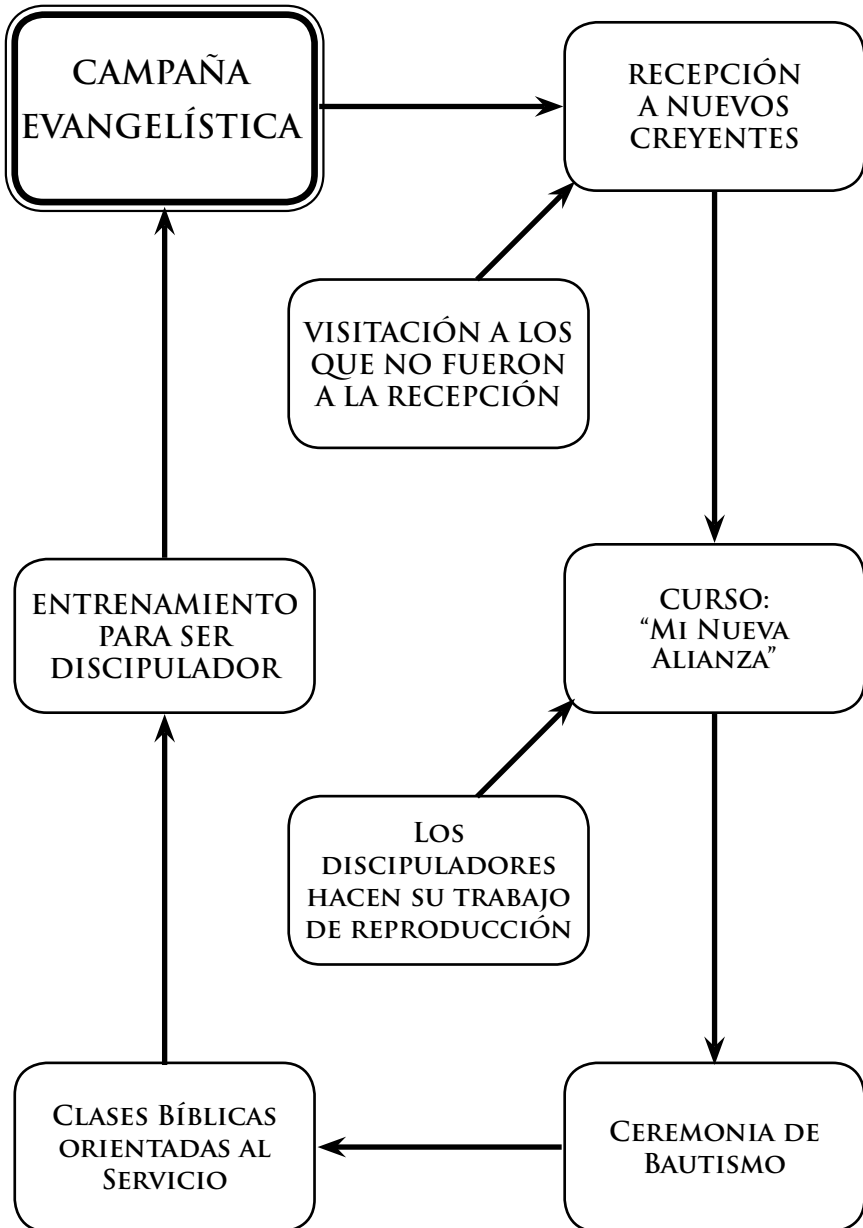 CAMPAÑA
EVANGELÍSTICA
RECEPCIÓN
A NUEVOS
CREYENTES
VISITACIÓN A LOS
QUE NO FUERON
A LA RECEPCIÓN
ENTRENAMIENTO
PARA SER
DISCIPULADOR
CURSO:
“MI NUEVA
ALIANZA”
LOS
DISCIPULADORES
HACEN SU TRABAJO
DE REPRODUCCIÓN
CLASES BÍBLICAS
ORIENTADAS AL
SERVICIO
CEREMONIA DE
BAUTISMO